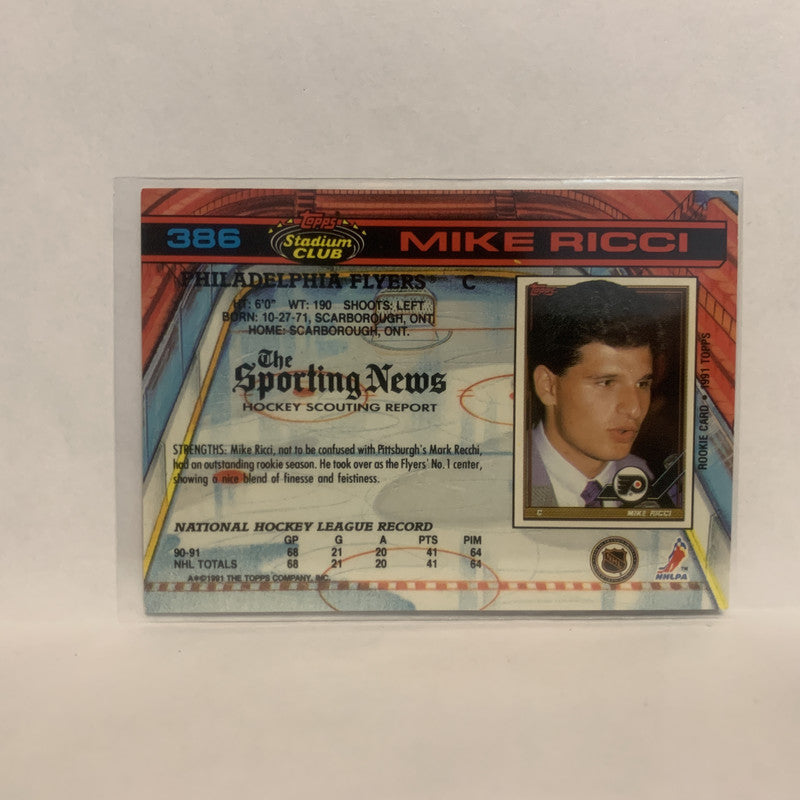 386
Topps
Stadium
CLUB
MIKE RICCI
PHILADELPHIA FLYERS® C
HT: 6'0" WT: 190 SHOOTS: LEFT
BORN: 10-27-71, SCARBOROUGH, ONT.
HOME: SCARBOROUGH, ONT.
The
Sporting News
HOCKEY SCOUTING REPORT
STRENGTHS: Mike Ricci, not to be confused with Pittsburgh's Mark Recchi,
had an outstanding rookie season. He took over as the Flyers' No. 1 center,
showing a nice blend of finesse and feistiness.
NATIONAL HOCKEY LEAGUE RECORD
GP G A PTS PIM
90-91 68 21 20 41 64
NHL TOTALS 68 21 20 41 64
A*©1991 THE TOPPS COMPANY, INC.
Topps
C MIKE RICCI
ROOKIE CARD • 1991 TOPPS
NHL
NHLPA™